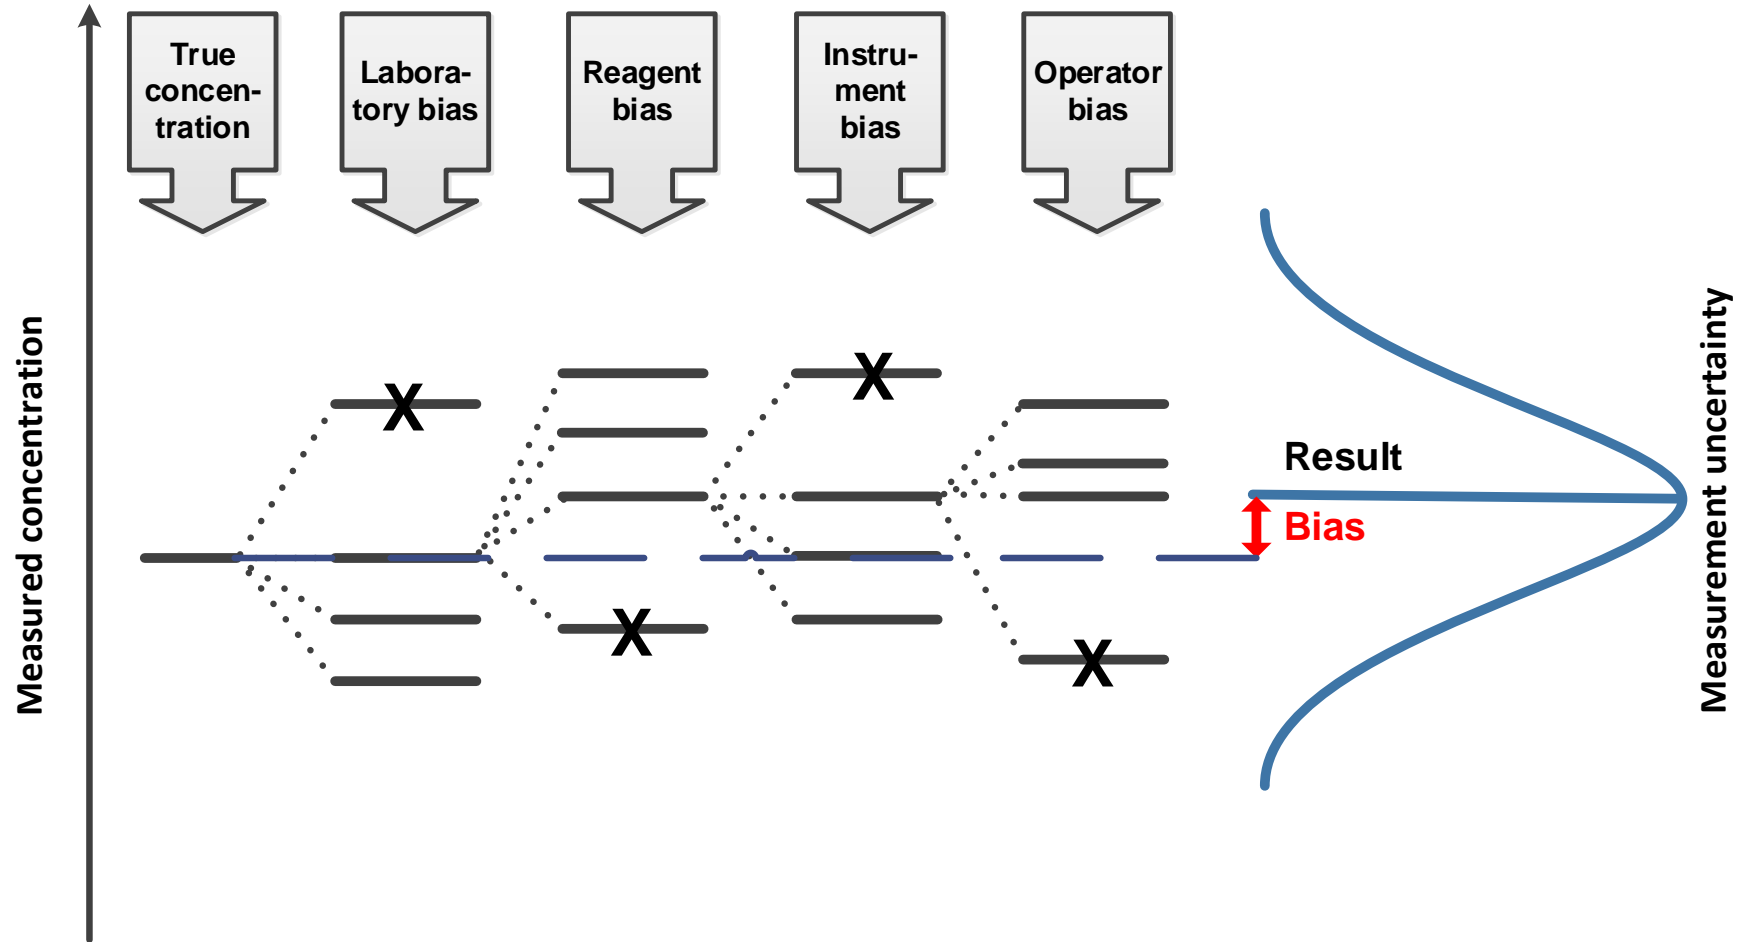 True
concen-
tration
Labora-
tory bias
Reagent
bias
Instru-
ment
bias
Operator
bias
Measured concentration
X
X
X
X
Result
Bias
Measurement uncertainty